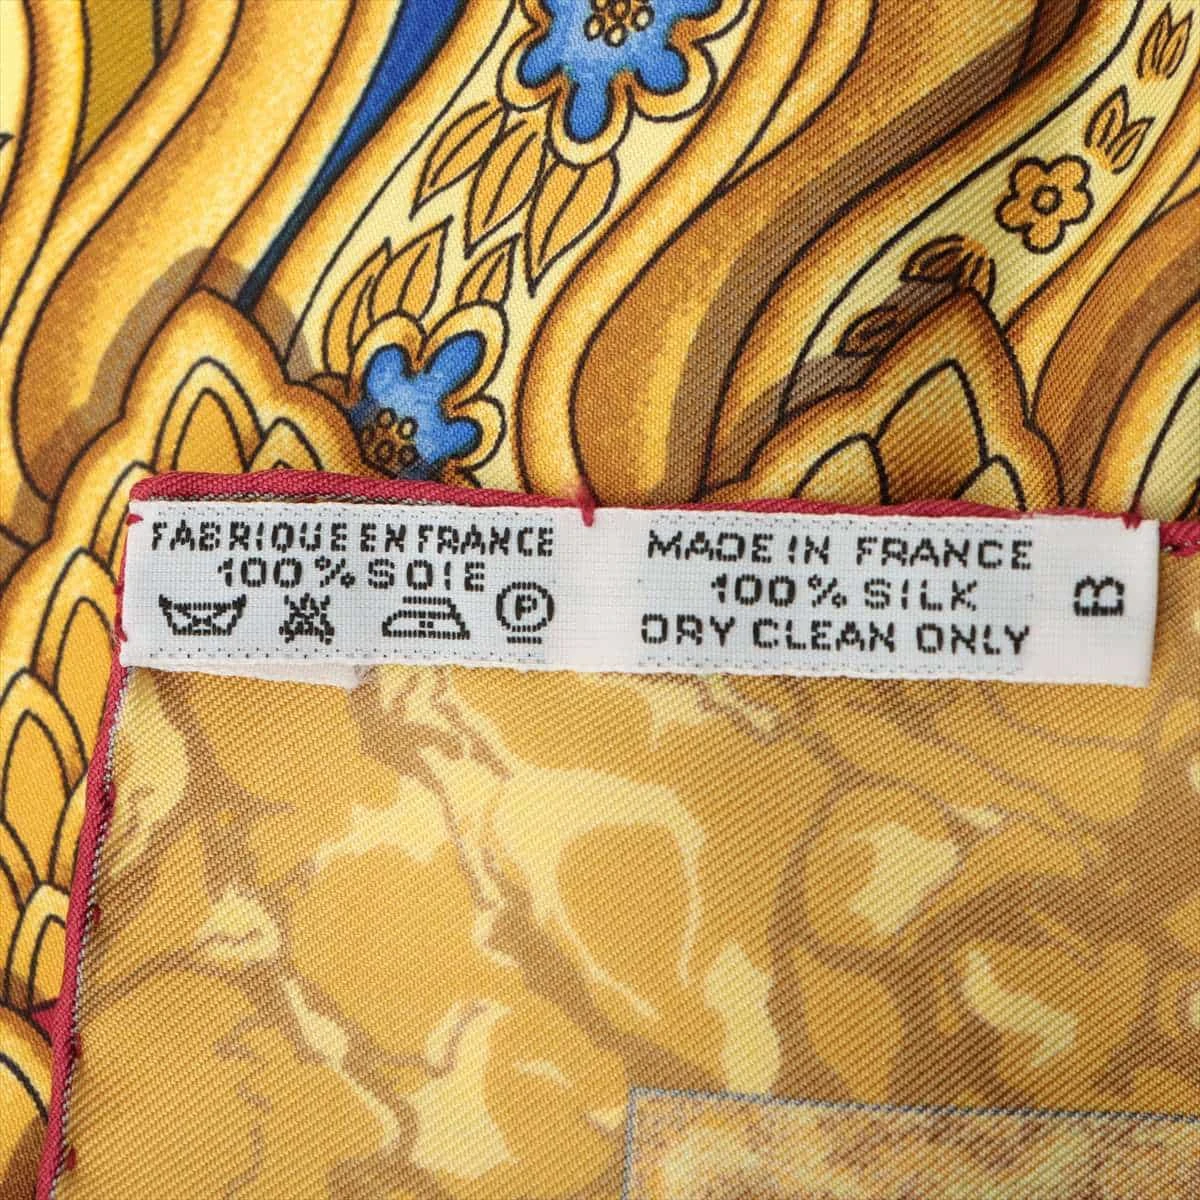 FABRIQUE EN FRANCE
100% SOIE
P
MADE IN FRANCE
100% SILK
DRY CLEAN ONLY
B